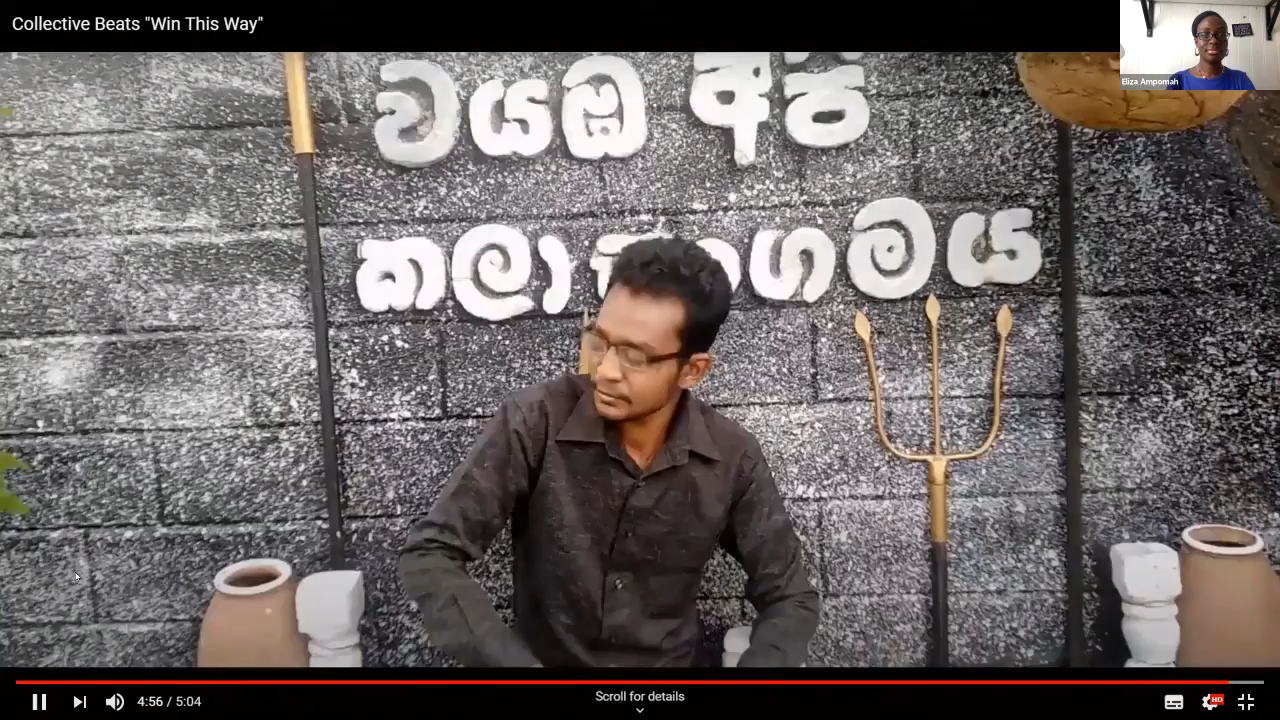 Collective Beats "Win This Way"
Eliza Ampomah
වයඹ අපි
කලා
ගමය
4:56 / 5:04
Scroll for details
HD